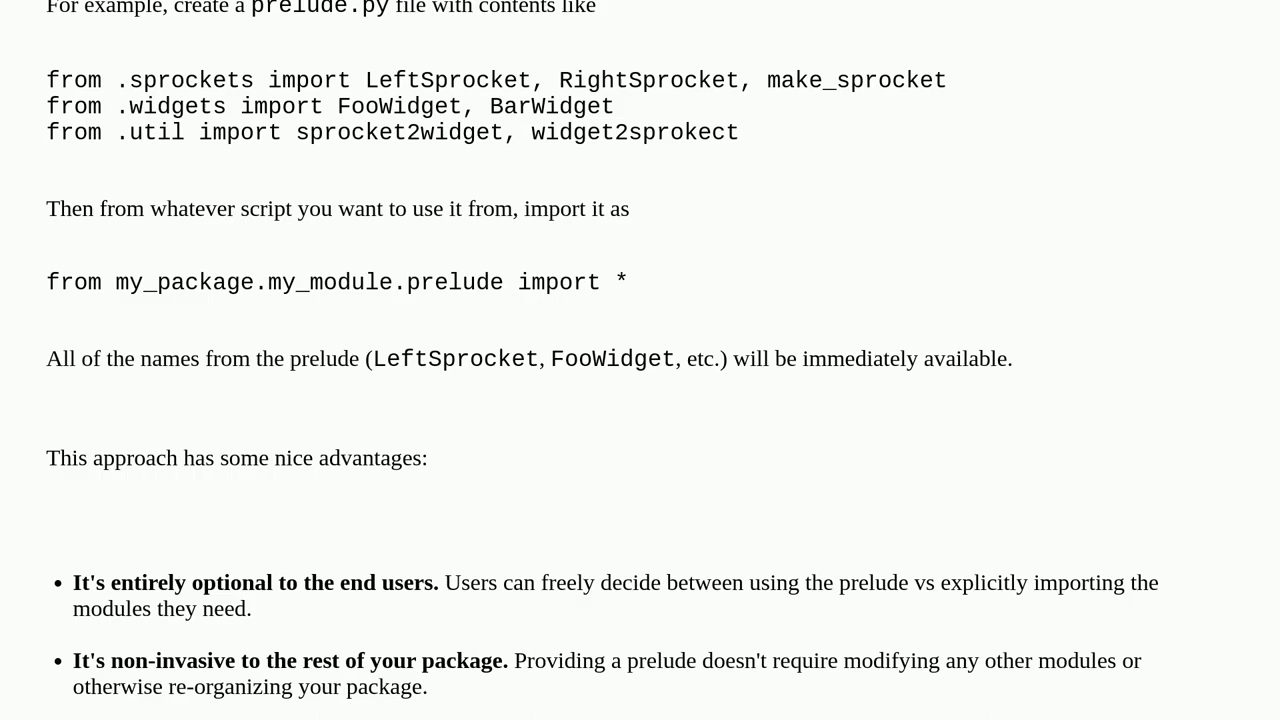 For example, create a prelude.py file with contents like
from .sprockets import LeftSprocket, RightSprocket, make_sprocket
from .widgets import FooWidget, BarWidget
from .util import sprocket2widget, widget2sprokect
Then from whatever script you want to use it from, import it as
from my_package.my_module.prelude import *
All of the names from the prelude (LeftSprocket, FooWidget, etc.) will be immediately available.
This approach has some nice advantages:
• It's entirely optional to the end users. Users can freely decide between using the prelude vs explicitly importing the
modules they need.
• It's non-invasive to the rest of your package. Providing a prelude doesn't require modifying any other modules or
otherwise re-organizing your package.